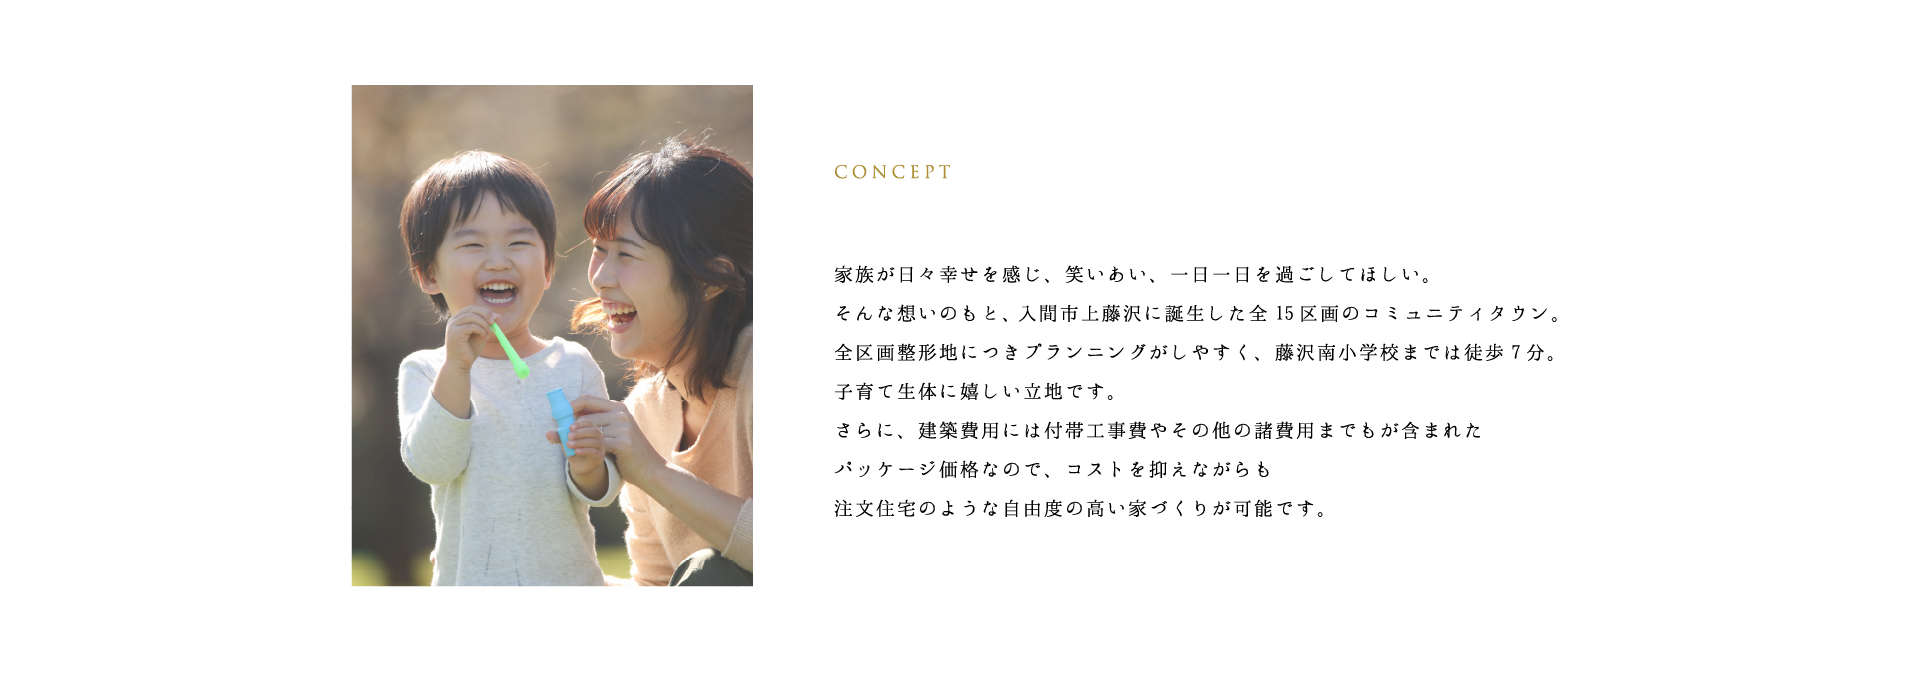 CONCEPT
家族が日々幸せを感じ、笑いあい、一日一日を過ごしてほしい。
そんな想いのもと、入間市上藤沢に誕生した全15区画のコミュニティタウン。
全区画整形地につきプランニングがしやすく、藤沢南小学校までは徒歩7分。
子育て生体に嬉しい立地です。
さらに、建築費用には付帯工事費やその他の諸費用までもが含まれた
パッケージ価格なので、コストを抑えながらも
注文住宅のような自由度の高い家づくりが可能です。